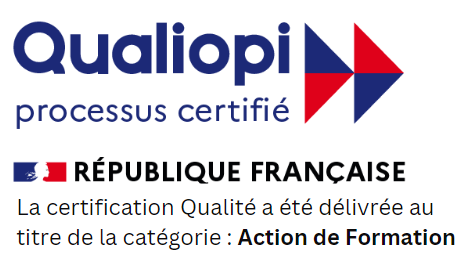 Qualiopi
processus certifié
RÉPUBLIQUE FRANÇAISE
La certification Qualité a été délivrée au
titre de la catégorie : Action de Formation